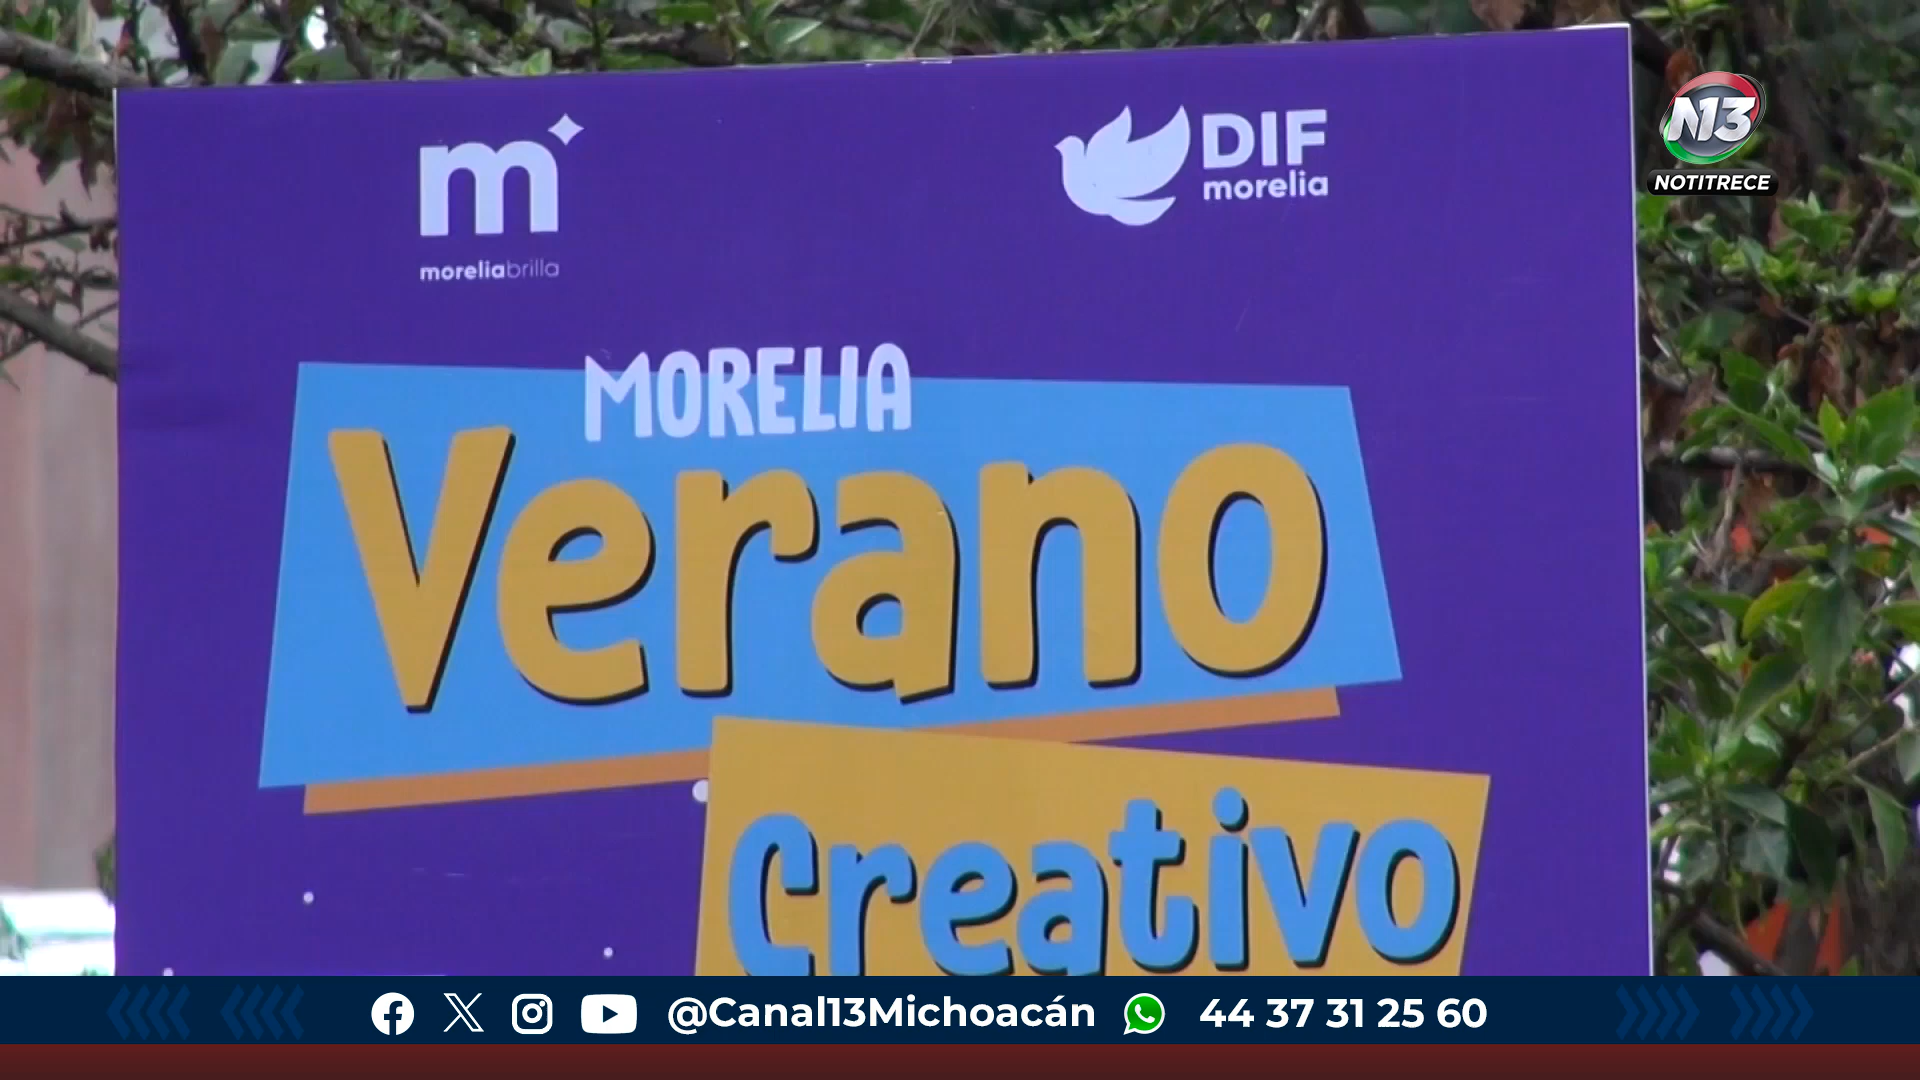 m
moreliabrilla
DIF
morelia
N13
NOTITRECE
MORELIA
Verano
Creativo
@Canal13Michoacán 44 37 31 25 60